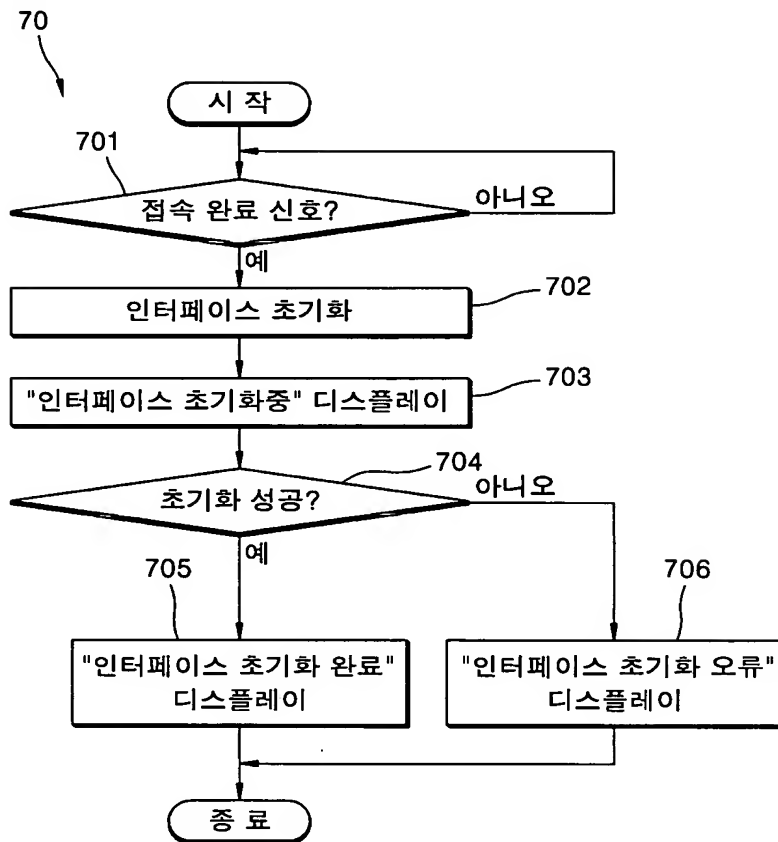 70
시 작
701
접속 완료 신호?
아니오
예
702
인터페이스 초기화
703
"인터페이스 초기화중" 디스플레이
704
초기화 성공?
아니오
예
705
"인터페이스 초기화 완료"
디스플레이
706
"인터페이스 초기화 오류"
디스플레이
종 료